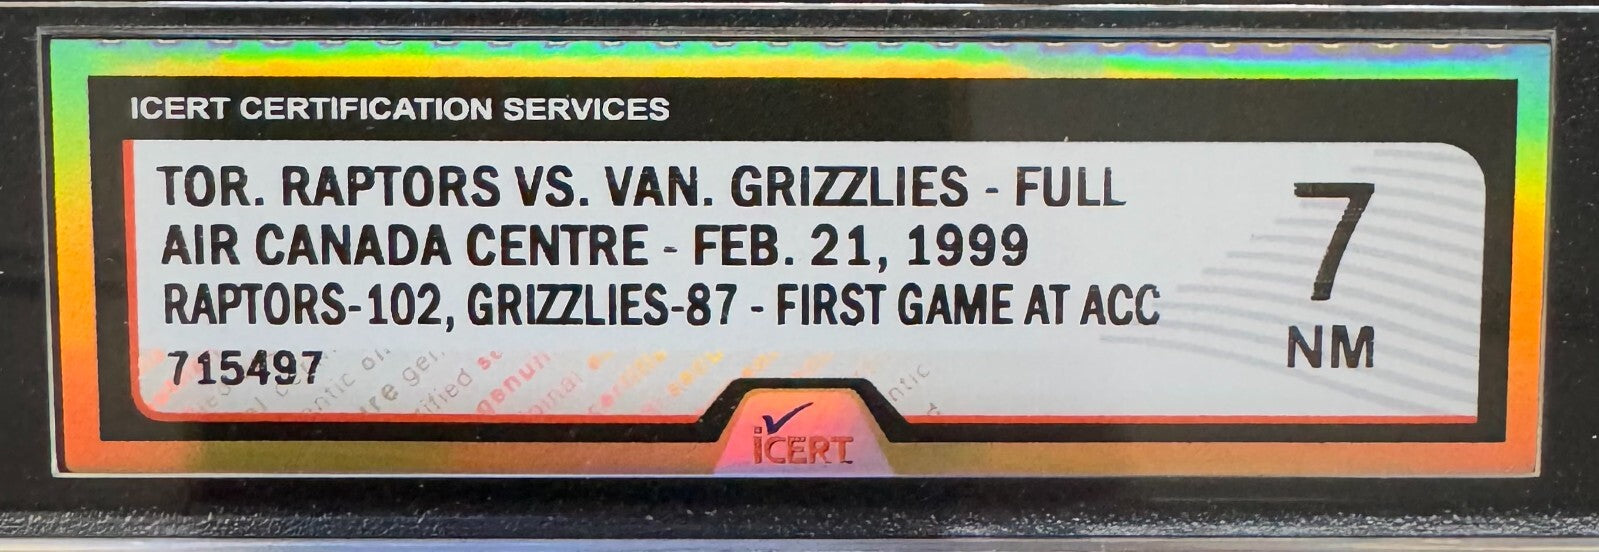 ICERT CERTIFICATION SERVICES
TOR. RAPTORS VS. VAN. GRIZZLIES - FULL
AIR CANADA CENTRE - FEB. 21, 1999
RAPTORS-102, GRIZZLIES-87 - FIRST GAME AT ACC
715497
7
NM
iCERT